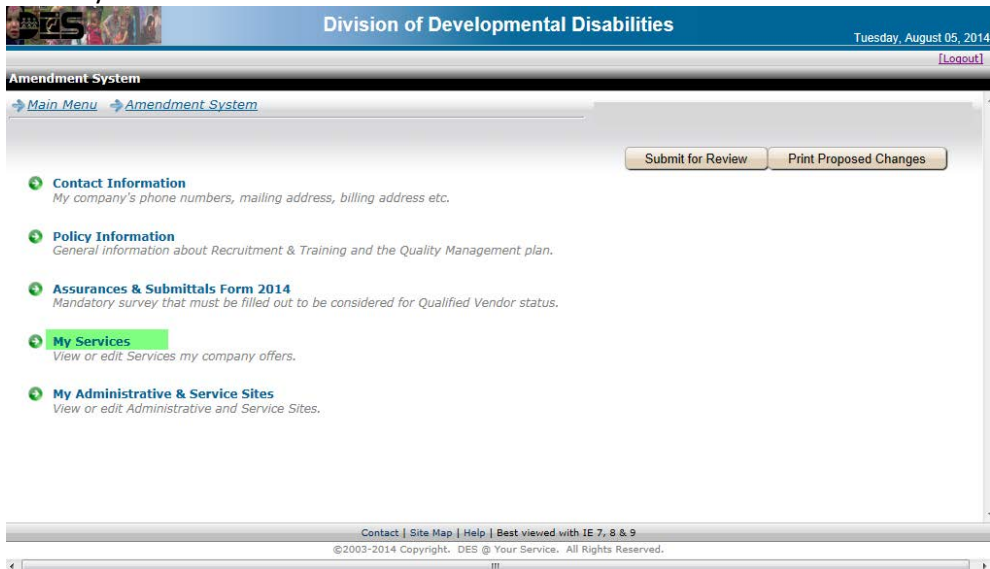 DES
Division of Developmental Disabilities
Tuesday, August 05, 2014
[Logout]
Amendment System
Main Menu Amendment System
Submit for Review Print Proposed Changes
Contact Information
My company's phone numbers, mailing address, billing address etc.
Policy Information
General information about Recruitment & Training and the Quality Management plan.
Assurances & Submittals Form 2014
Mandatory survey that must be filled out to be considered for Qualified Vendor status.
My Services
View or edit Services my company offers.
My Administrative & Service Sites
View or edit Administrative and Service Sites.
Contact | Site Map | Help | Best viewed with IE 7, 8 & 9
©2003-2014 Copyright. DES @ Your Service. All Rights Reserved.